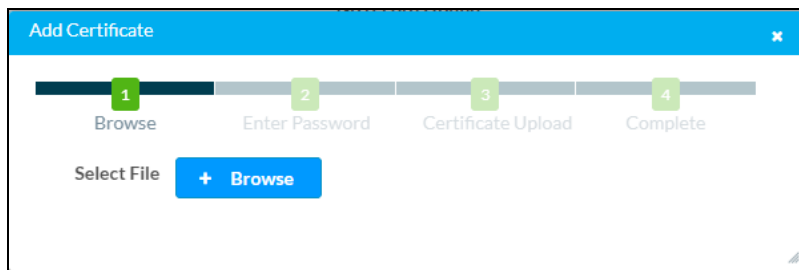 Add Certificate
×
1 2 3 4
Browse Enter Password Certificate Upload Complete
Select File + Browse